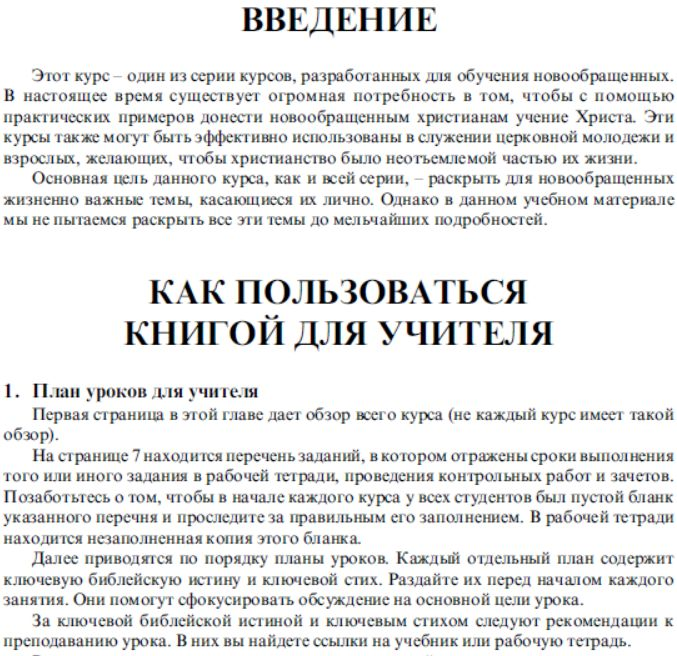 ВВЕДЕНИЕ
Этот курс – один из серии курсов, разработанных для обучения новообращенных.
В настоящее время существует огромная потребность в том, чтобы с помощью
практических примеров донести новообращенным христианам учение Христа. Эти
курсы также могут быть эффективно использованы в служении церковной молодежи и
взрослых, желающих, чтобы христианство было неотъемлемой частью их жизни.
Основная цель данного курса, как и всей серии, – раскрыть для новообращенных
жизненно важные темы, касающиеся их лично. Однако в данном учебном материале
мы не пытаемся раскрыть все эти темы до мельчайших подробностей.
КАК ПОЛЬЗОВАТЬСЯ
КНИГОЙ ДЛЯ УЧИТЕЛЯ
1. План уроков для учителя
Первая страница в этой главе дает обзор всего курса (не каждый курс имеет такой
обзор).
На странице 7 находится перечень заданий, в котором отражены сроки выполнения
того или иного задания в рабочей тетради, проведения контрольных работ и зачетов.
Позаботьтесь о том, чтобы в начале каждого курса у всех студентов был пустой бланк
указанного перечня и проследите за правильным его заполнением. В рабочей тетради
находится незаполненная копия этого бланка.
Далее приводятся по порядку планы уроков. Каждый отдельный план содержит
ключевую библейскую истину и ключевой стих. Раздайте их перед началом каждого
занятия. Они помогут сфокусировать обсуждение на основной цели урока.
За ключевой библейской истиной и ключевым стихом следуют рекомендации к
преподаванию урока. В них вы найдете ссылки на учебник или рабочую тетрадь.